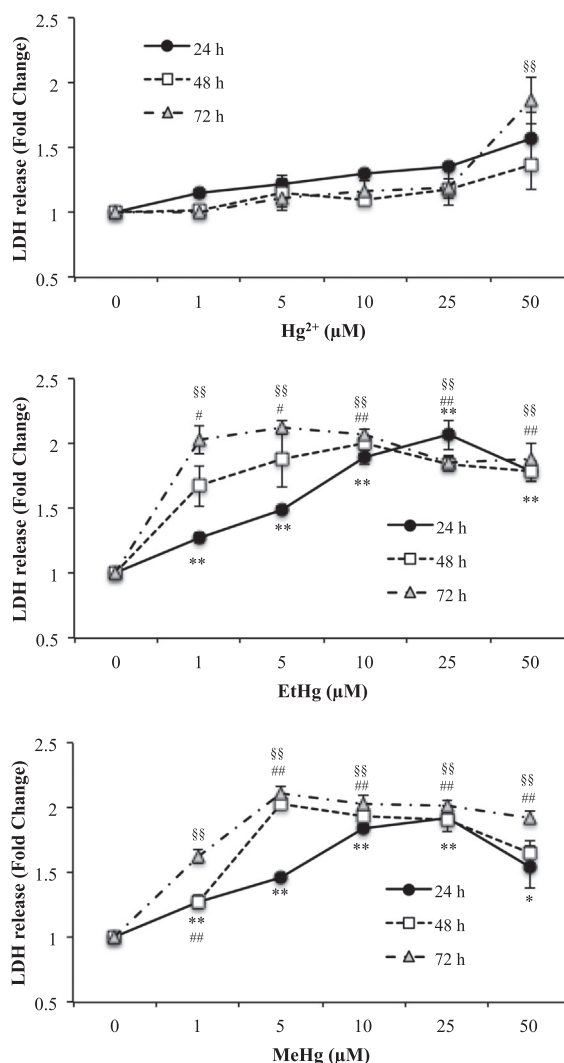 2.5
2
1.5
1
0.5
LDH release (Fold Change)
24 h
48 h
72 h
§§
0 1 5 10 25 50
Hg²⁺ (µM)
2.5
2
1.5
1
0.5
LDH release (Fold Change)
§§ §§ §§ §§ §§
# # ## ## ##
**
** ** ** **
24 h
48 h
72 h
0 1 5 10 25 50
EtHg (µM)
2.5
2
1.5
1
0.5
LDH release (Fold Change)
§§ §§ §§ §§ §§
## ## ## ##
** ** ** ** *
##
24 h
48 h
72 h
0 1 5 10 25 50
MeHg (µM)